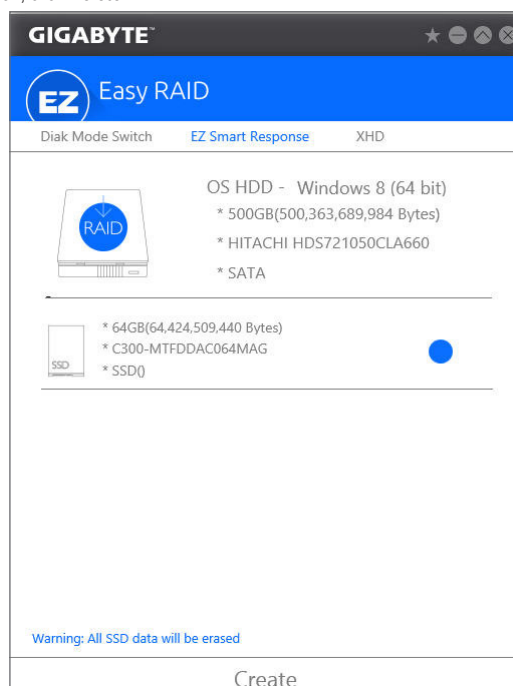 GIGABYTE™
EZ Easy RAID
Diak Mode Switch EZ Smart Response XHD
RAID
OS HDD - Windows 8 (64 bit)
* 500GB(500,363,689,984 Bytes)
* HITACHI HDS721050CLA660
* SATA
SSD
* 64GB(64,424,509,440 Bytes)
* C300-MTFDDAC064MAG
* SSD()
Warning: All SSD data will be erased
Create